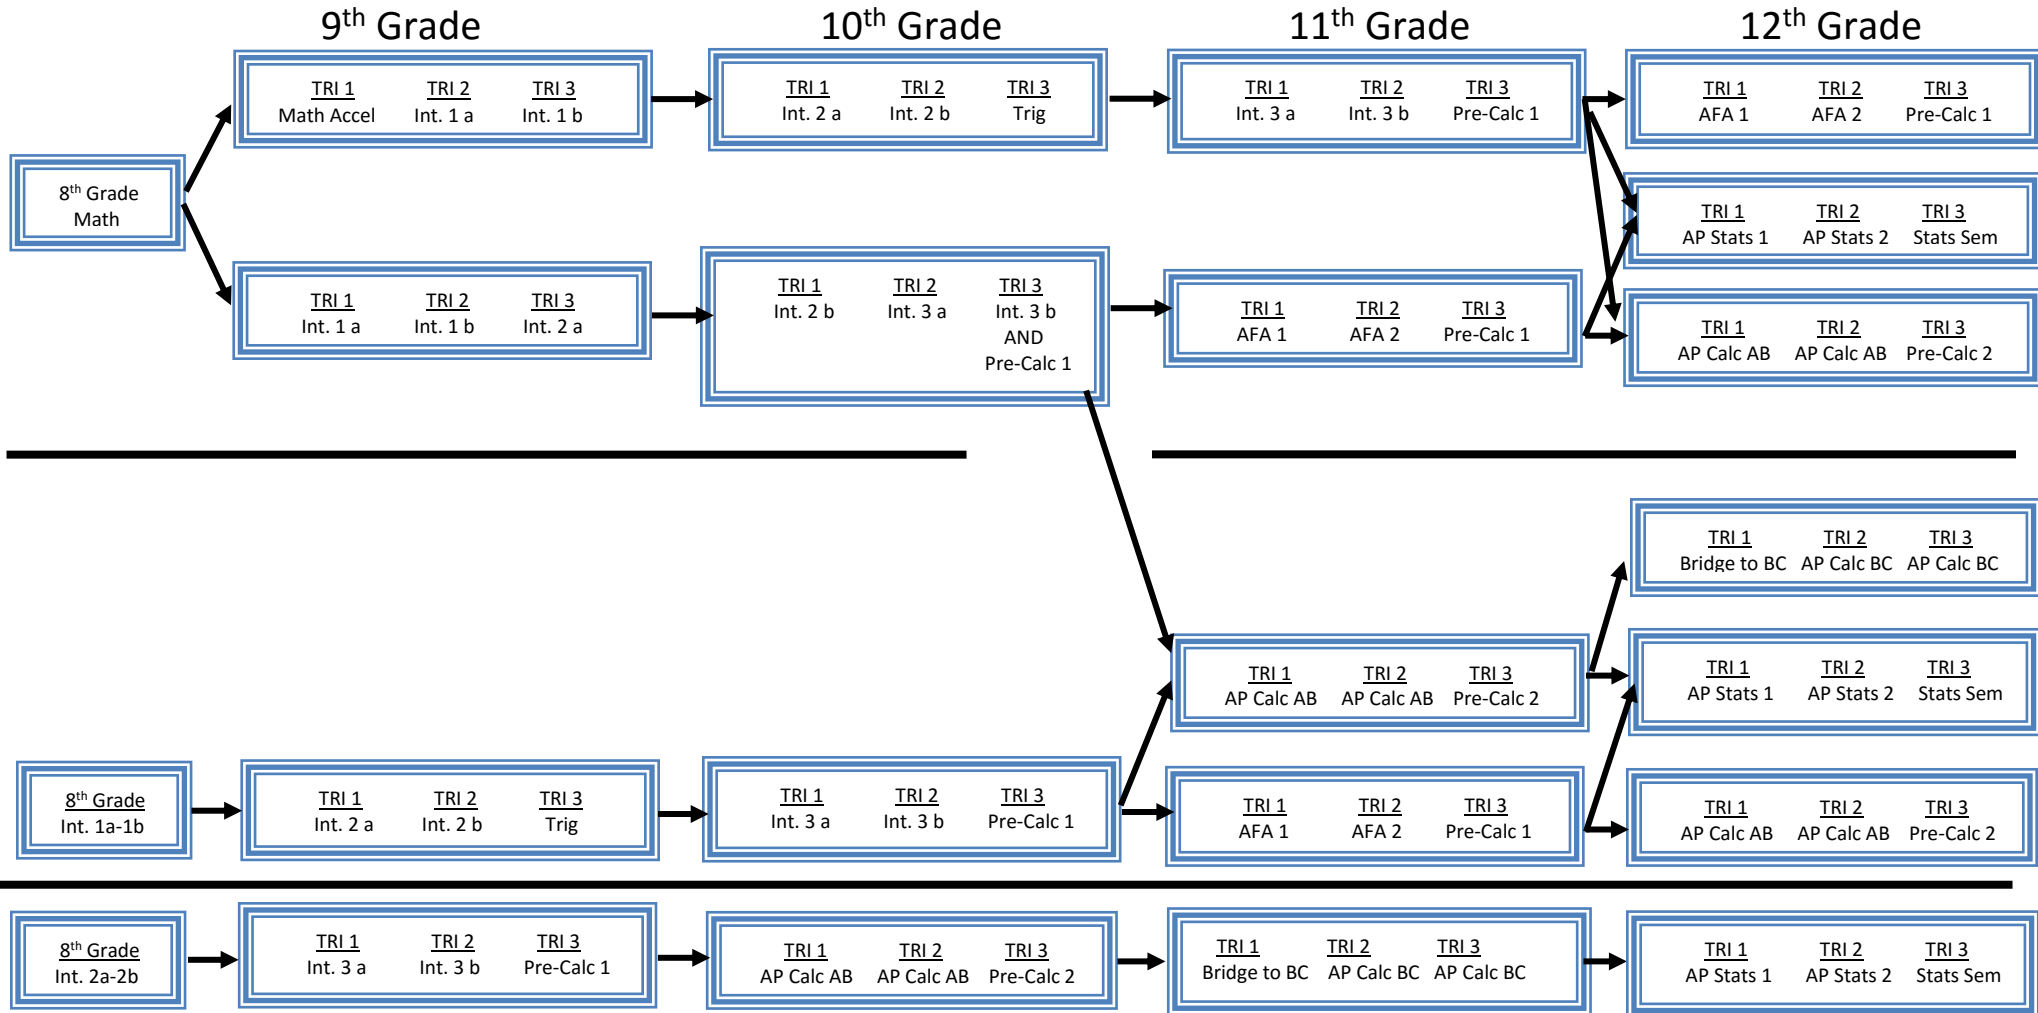 9th Grade 10th Grade 11th Grade 12th Grade
TRI 1 TRI 2 TRI 3
Math Accel Int. 1 a Int. 1 b
TRI 1 TRI 2 TRI 3
Int. 2 a Int. 2 b Trig
TRI 1 TRI 2 TRI 3
Int. 3 a Int. 3 b Pre-Calc 1
TRI 1 TRI 2 TRI 3
AFA 1 AFA 2 Pre-Calc 1
8th Grade
Math
TRI 1 TRI 2 TRI 3
AP Stats 1 AP Stats 2 Stats Sem
TRI 1 TRI 2 TRI 3
Int. 1 a Int. 1 b Int. 2 a
TRI 1 TRI 2 TRI 3
Int. 2 b Int. 3 a Int. 3 b
AND
Pre-Calc 1
TRI 1 TRI 2 TRI 3
AFA 1 AFA 2 Pre-Calc 1
TRI 1 TRI 2 TRI 3
AP Calc AB AP Calc AB Pre-Calc 2
TRI 1 TRI 2 TRI 3
Bridge to BC AP Calc BC AP Calc BC
TRI 1 TRI 2 TRI 3
AP Calc AB AP Calc AB Pre-Calc 2
TRI 1 TRI 2 TRI 3
AP Stats 1 AP Stats 2 Stats Sem
8th Grade
Int. 1a-1b
TRI 1 TRI 2 TRI 3
Int. 2 a Int. 2 b Trig
TRI 1 TRI 2 TRI 3
Int. 3 a Int. 3 b Pre-Calc 1
TRI 1 TRI 2 TRI 3
AFA 1 AFA 2 Pre-Calc 1
TRI 1 TRI 2 TRI 3
AP Calc AB AP Calc AB Pre-Calc 2
8th Grade
Int. 2a-2b
TRI 1 TRI 2 TRI 3
Int. 3 a Int. 3 b Pre-Calc 1
TRI 1 TRI 2 TRI 3
AP Calc AB AP Calc AB Pre-Calc 2
TRI 1 TRI 2 TRI 3
Bridge to BC AP Calc BC AP Calc BC
TRI 1 TRI 2 TRI 3
AP Stats 1 AP Stats 2 Stats Sem